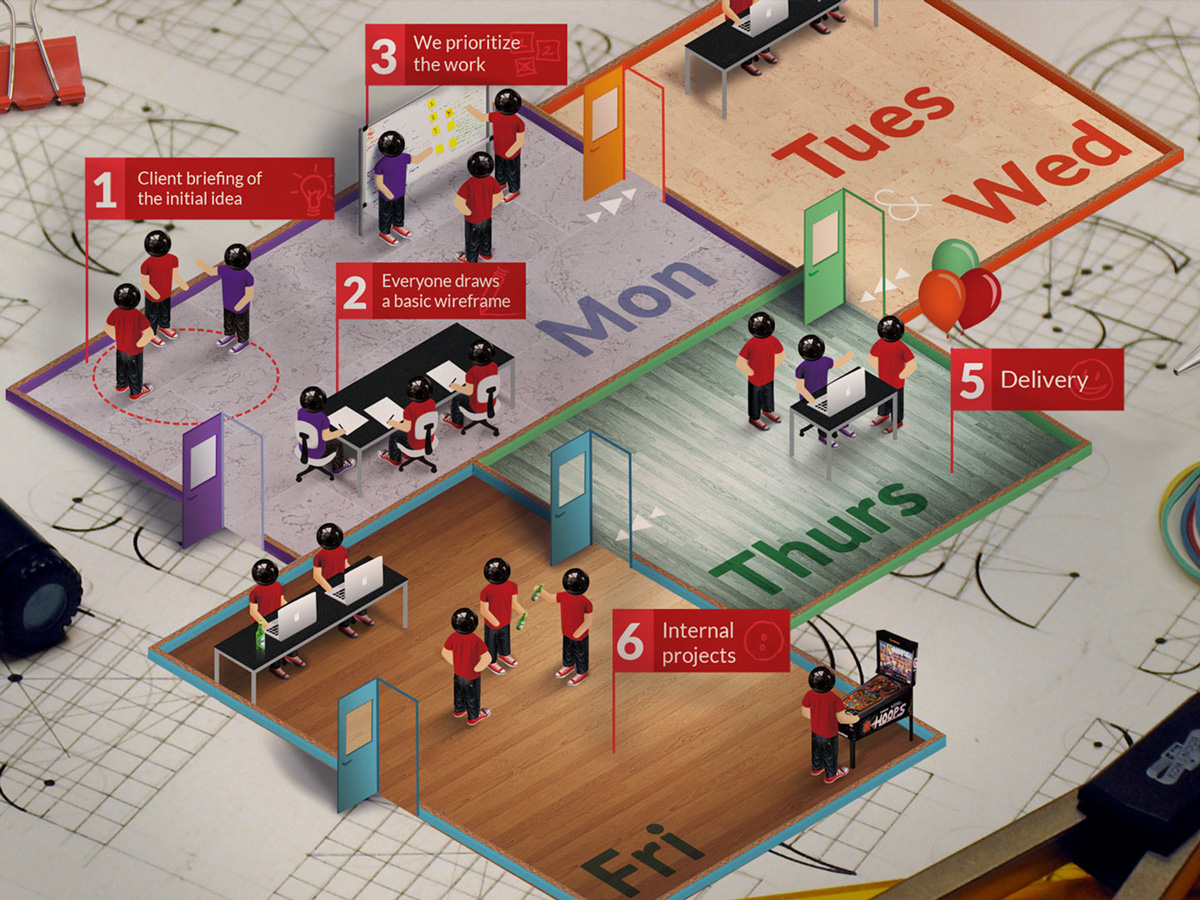 3
We prioritize
the work
1
Client briefing of
the initial idea
2
Everyone draws
a basic wireframe
Mon
Tues
&
Wed
5
Delivery
Thurs
6
Internal
projects
HOOPS
Fri